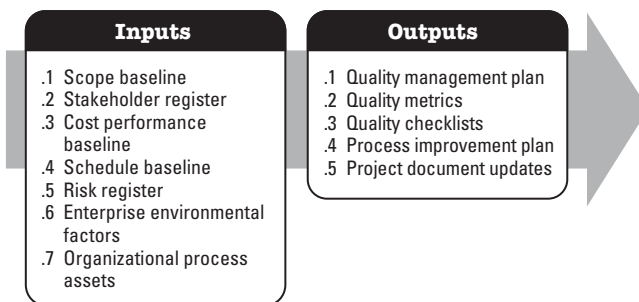 Inputs
.1 Scope baseline
.2 Stakeholder register
.3 Cost performance
baseline
.4 Schedule baseline
.5 Risk register
.6 Enterprise environmental
factors
.7 Organizational process
assets
Outputs
.1 Quality management plan
.2 Quality metrics
.3 Quality checklists
.4 Process improvement plan
.5 Project document updates